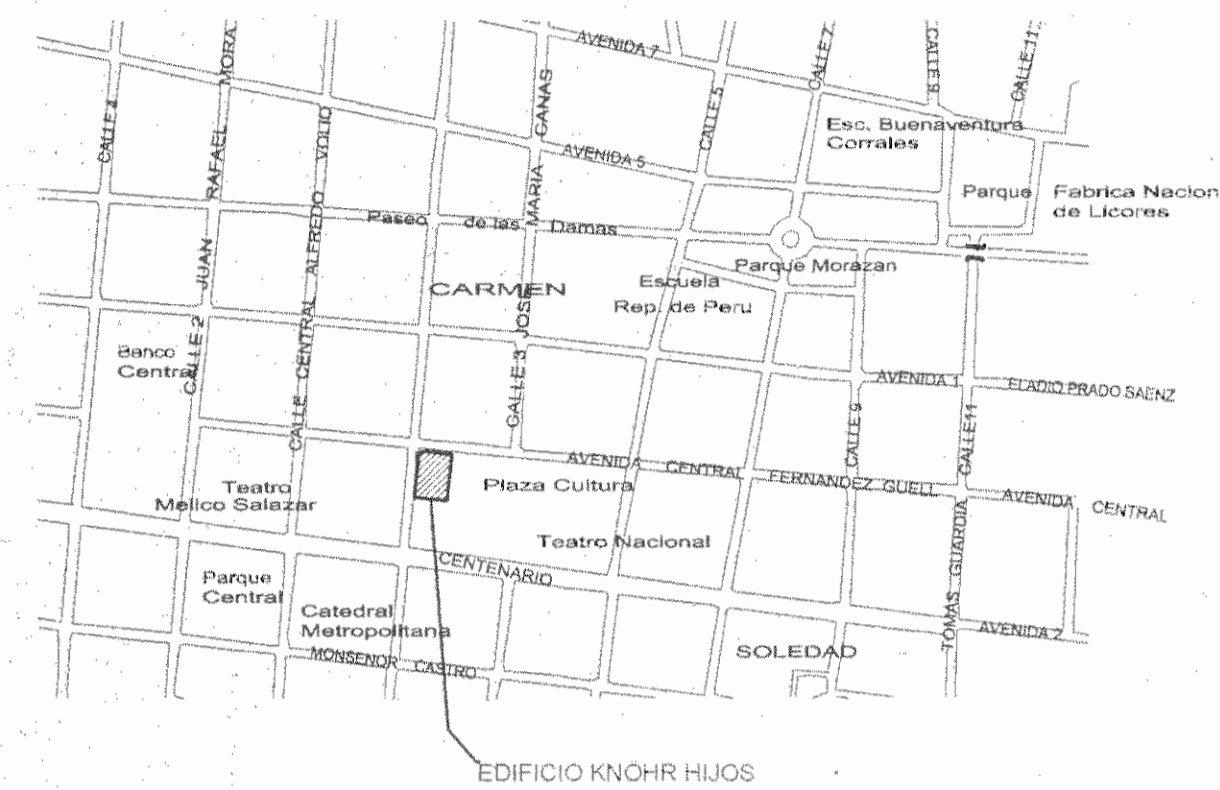 AVENIDA 7
CALLE 7
CALLE 11
CALLE 4
RAFAEL MORA
JUAN
CALLE 2
CALLE CENTRAL ALFREDO VOLIO
CALLE 3 JOSE MARIA CANAS
CALLE 5
AVENIDA 5
Esc. Buenaventura
Corrales
Parque
Fabrica Nacion
de Licores
Paseo de las Damas
Parque Morazan
CARMEN
Escuela
Rep. de Peru
Banco
Central
AVENIDA 1 ELADIO PRADO SAENZ
CALLE 9
CALLE 11
AVENIDA CENTRAL FERNANDEZ GUELL AVENIDA CENTRAL
Plaza Cultura
Teatro
Melico Salazar
Teatro Nacional
TOMAS GUARDIA
CENTENARIO
Parque
Central
Catedral
Metropolitana
AVENIDA 2
SOLEDAD
MONSENOR CASTRO
EDIFICIO KNÖHR HIJOS